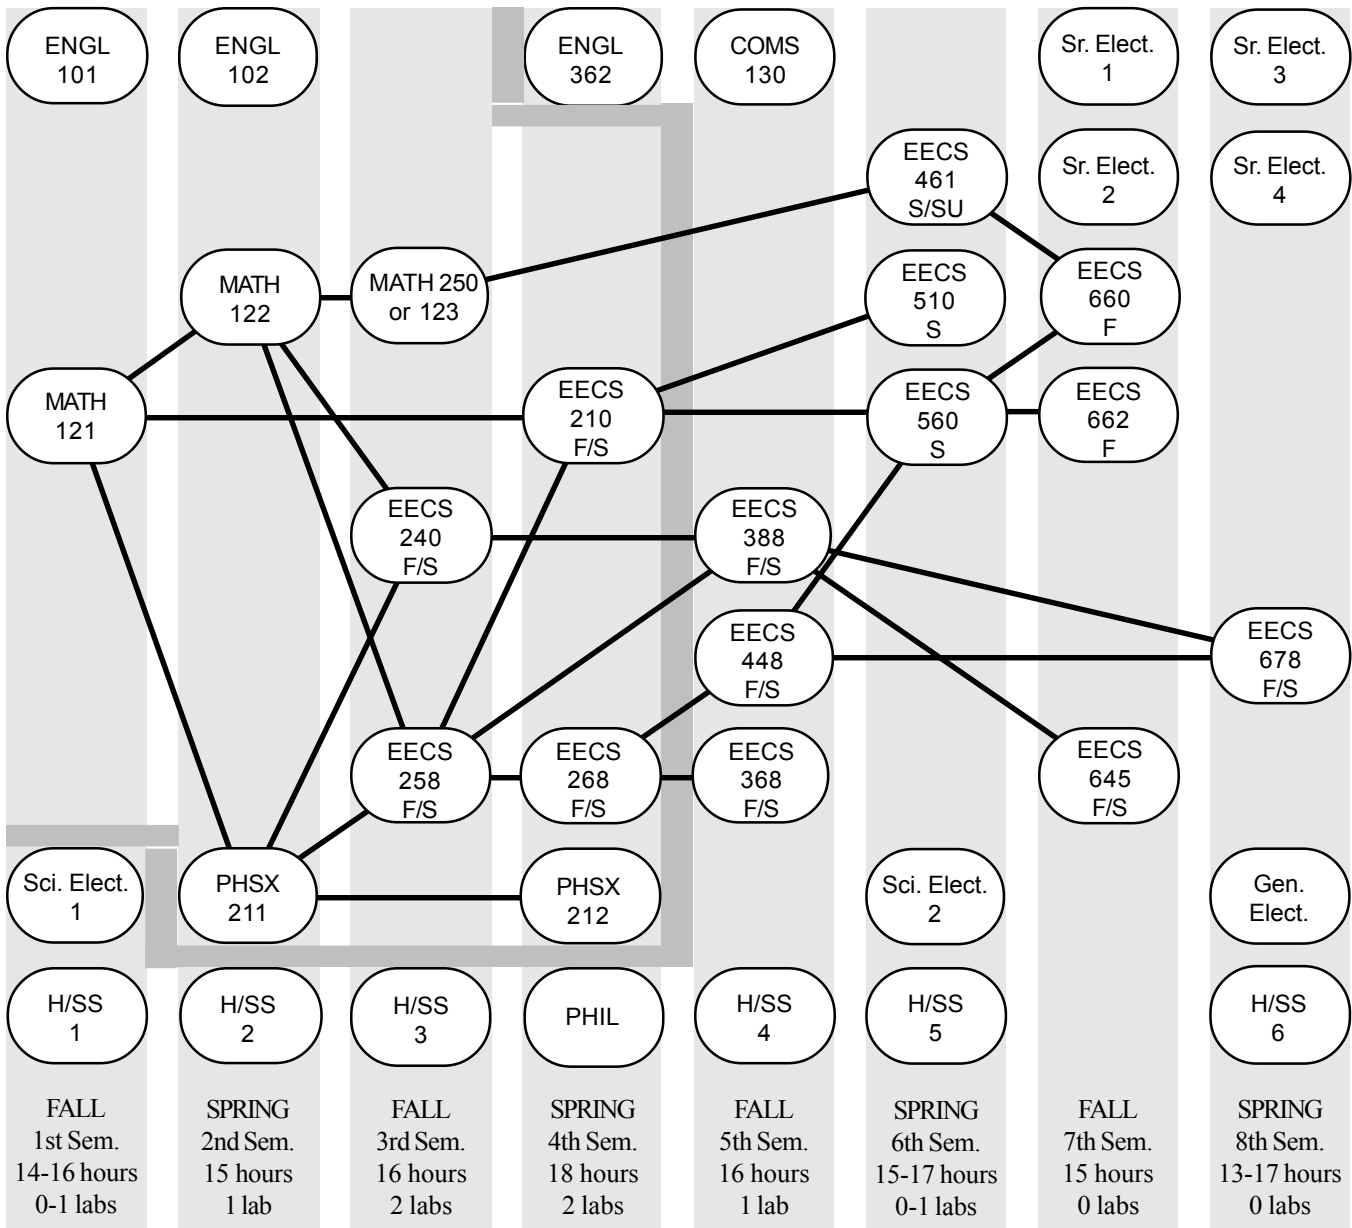 ENGL
101
ENGL
102
ENGL
362
COMS
130
Sr. Elect.
1
Sr. Elect.
3
EECS
461
S/SU
Sr. Elect.
2
Sr. Elect.
4
MATH
122
MATH 250
or 123
EECS
510
S
EECS
660
F
MATH
121
EECS
210
F/S
EECS
560
S
EECS
662
F
EECS
240
F/S
EECS
388
F/S
EECS
448
F/S
EECS
678
F/S
EECS
258
F/S
EECS
268
F/S
EECS
368
F/S
EECS
645
F/S
Sci. Elect.
1
PHSX
211
PHSX
212
Sci. Elect.
2
Gen.
Elect.
H/SS
1
H/SS
2
H/SS
3
PHIL
H/SS
4
H/SS
5
H/SS
6
FALL
1st Sem.
14-16 hours
0-1 labs
SPRING
2nd Sem.
15 hours
1 lab
FALL
3rd Sem.
16 hours
2 labs
SPRING
4th Sem.
18 hours
2 labs
FALL
5th Sem.
16 hours
1 lab
SPRING
6th Sem.
15-17 hours
0-1 labs
FALL
7th Sem.
15 hours
0 labs
SPRING
8th Sem.
13-17 hours
0 labs